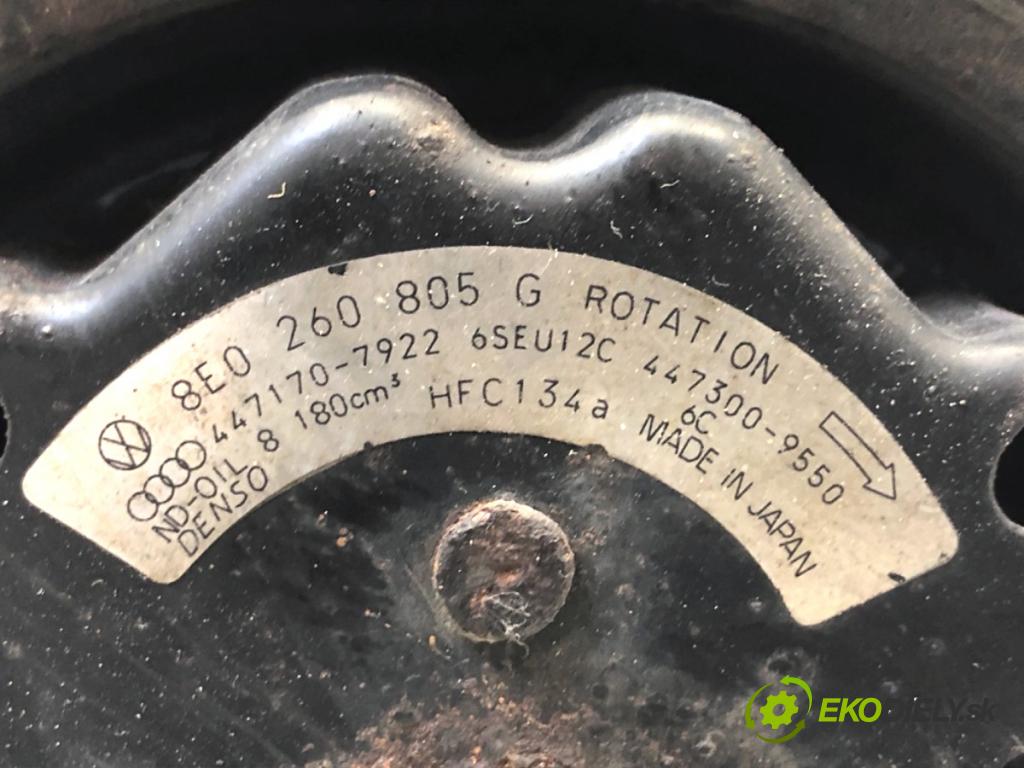 8E0 260 805 G ROTATION
447170-7922 6SEU12C 447300-9550
ND-OIL 8 180cm³ HFC134a 6C
DENSO MADE IN JAPAN
EKODIELY.sk